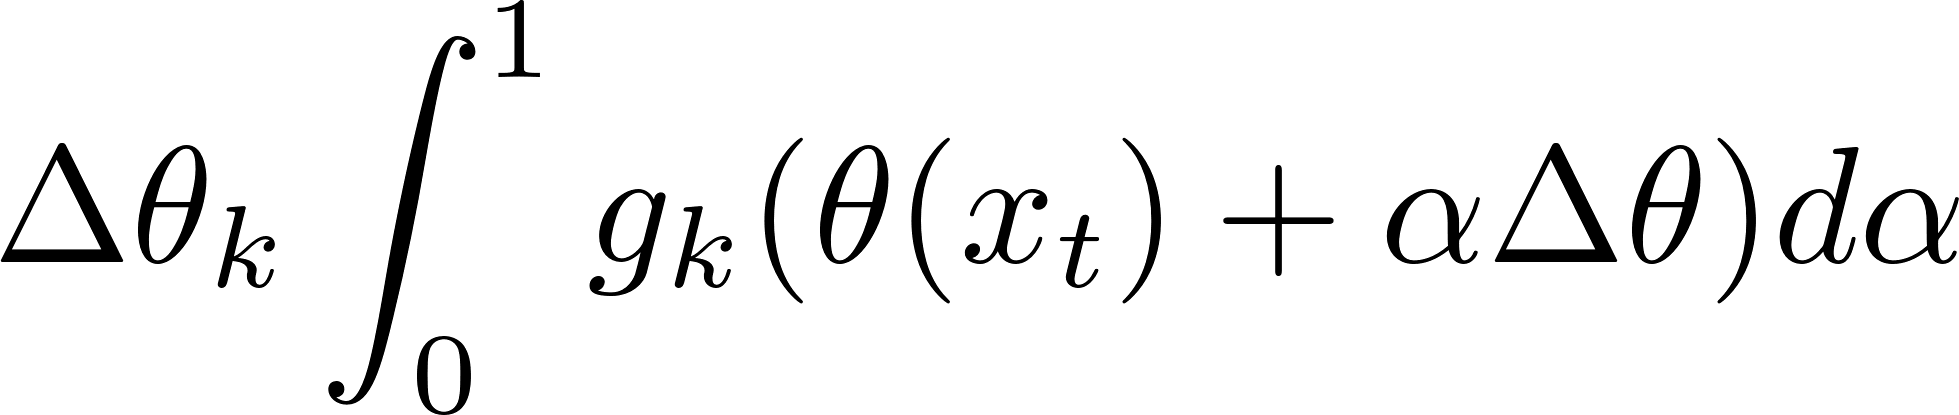 Δθ_k ∫_0^1 g_k(θ(x_t) + αΔθ)dα